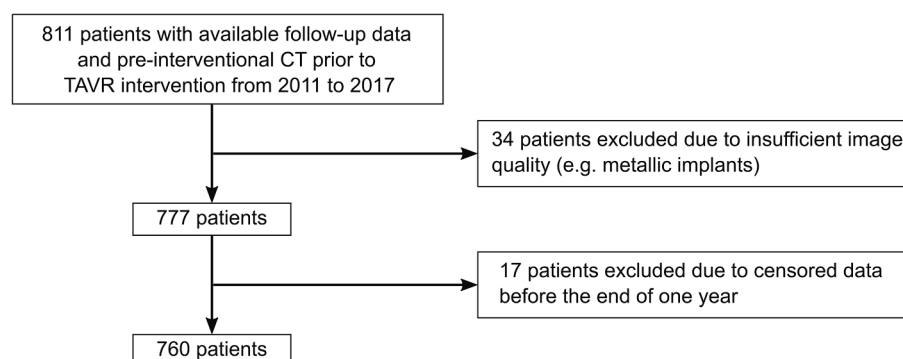 811 patients with available follow-up data
and pre-interventional CT prior to
TAVR intervention from 2011 to 2017
34 patients excluded due to insufficient image
quality (e.g. metallic implants)
777 patients
17 patients excluded due to censored data
before the end of one year
760 patients